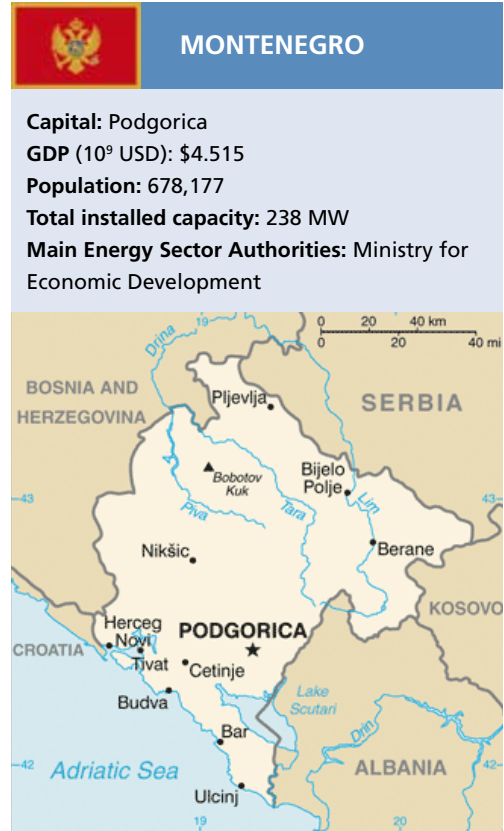 MONTENEGRO
Capital: Podgorica
GDP (10⁹ USD): $4.515
Population: 678,177
Total installed capacity: 238 MW
Main Energy Sector Authorities: Ministry for
Economic Development
19
0 20 40 km
0 20 40 mi
Drina
BOSNIA AND
HERZEGOVINA
Pljevlja
SERBIA
Bobotov
Kuk
Bijelo
Polje
43
43
Piva
Tara
Lim
Nikšic
Berane
KOSOVO
Herceg
Novi
PODGORICA
CROATIA
Tivat
Cetinje
Budva
Lake
Scutari
Bar
Drin
42
Adriatic Sea
ALBANIA
42
Ulcinj
19
20